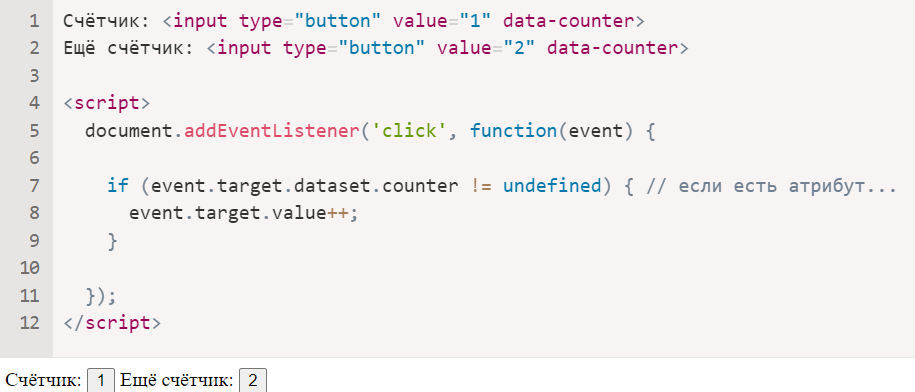 1 Счётчик: <input type="button" value="1" data-counter>
2 Ещё счётчик: <input type="button" value="2" data-counter>
3
4 <script>
5   document.addEventListener('click', function(event) {
6
7     if (event.target.dataset.counter != undefined) { // если есть атрибут...
8       event.target.value++;
9     }
10
11   });
12 </script>
Счётчик: 1 Ещё счётчик: 2